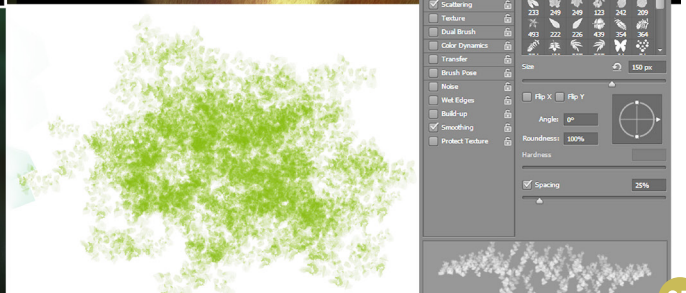 Scattering
Texture
Dual Brush
Color Dynamics
Transfer
Brush Pose
Noise
Wet Edges
Build-up
Smoothing
Protect Texture
233 249 249 123 242 209
493 222 226 439 354 364
Size 150 px
Flip X Flip Y
Angle: 0°
Roundness: 100%
Hardness
Spacing 25%